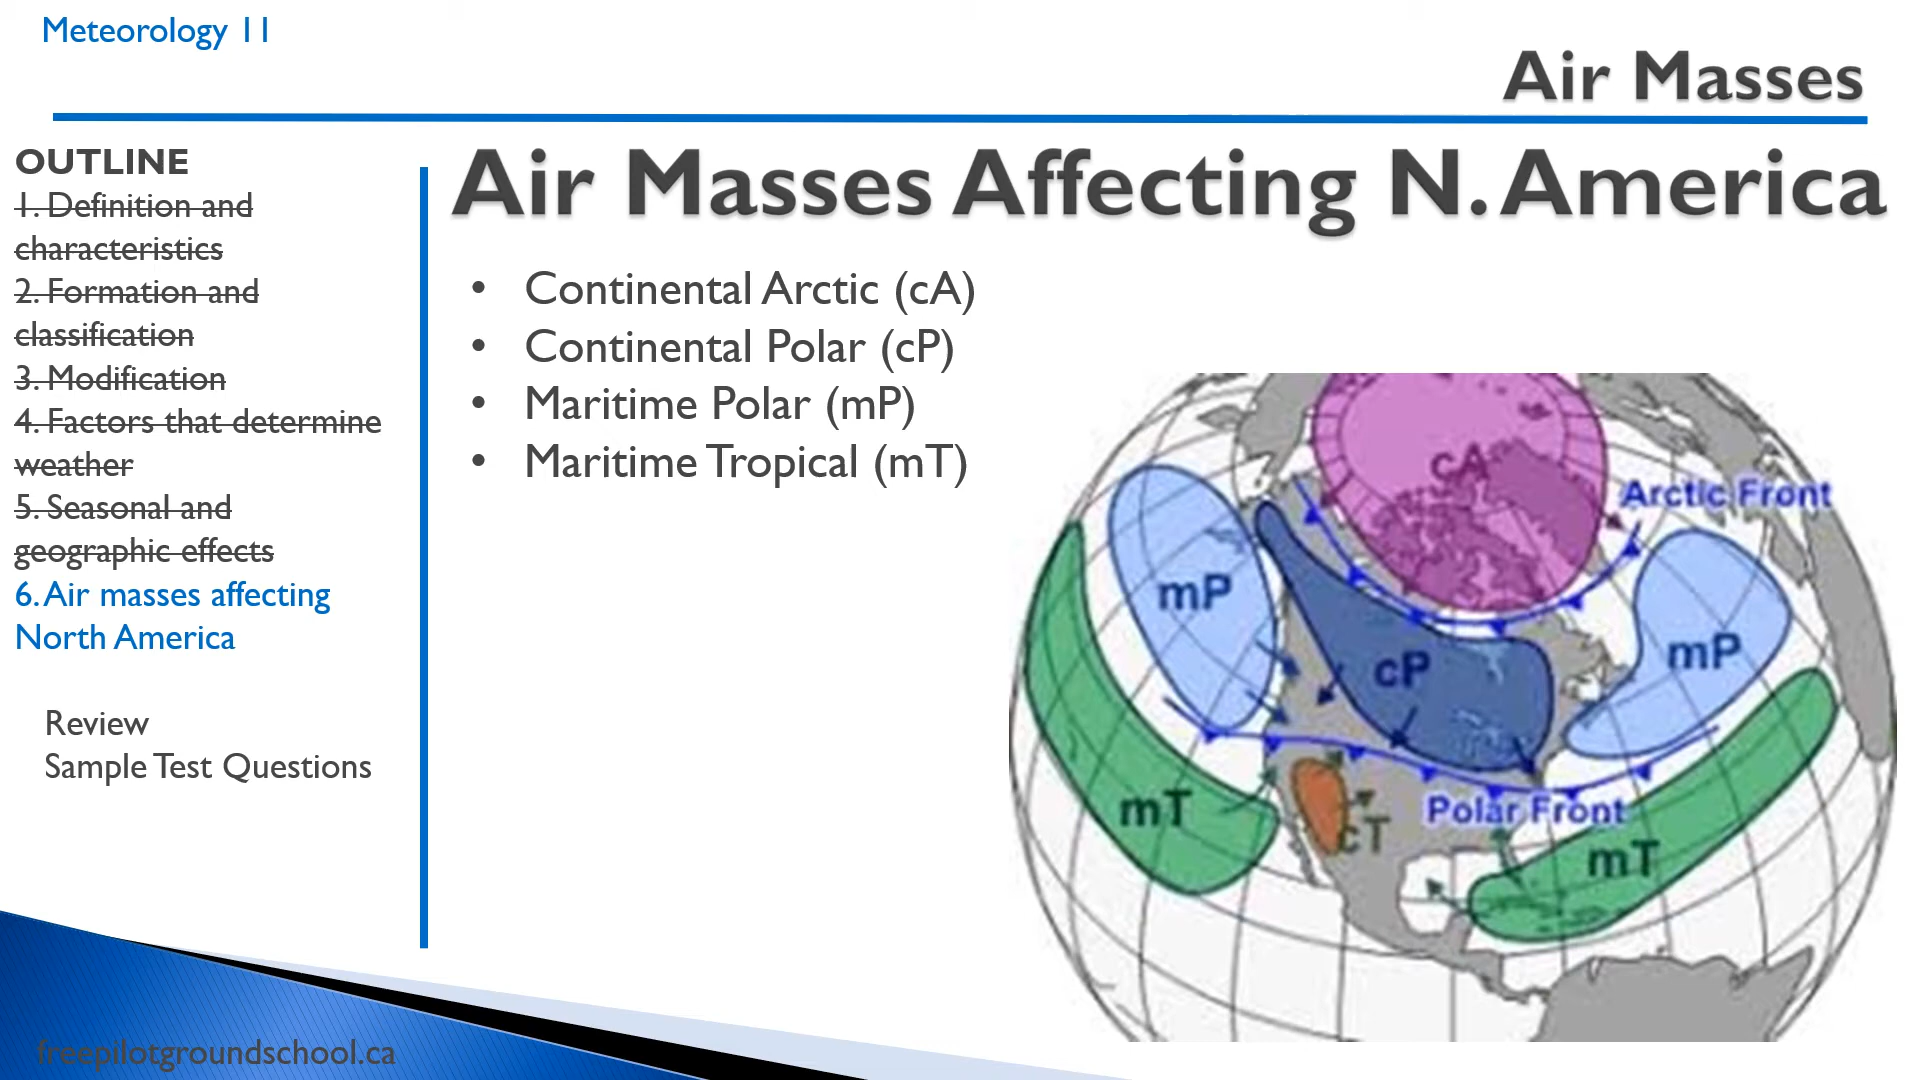 Meteorology 11
Air Masses
OUTLINE
1. Definition and
characteristics
2. Formation and
classification
3. Modification
4. Factors that determine
weather
5. Seasonal and
geographic effects
6. Air masses affecting
North America
Review
Sample Test Questions
freepilotgroundschool.ca
Air Masses Affecting N. America
• Continental Arctic (cA)
• Continental Polar (cP)
• Maritime Polar (mP)
• Maritime Tropical (mT)
cA
Arctic Front
mP
cP
mP
mT
cT
Polar Front
mT